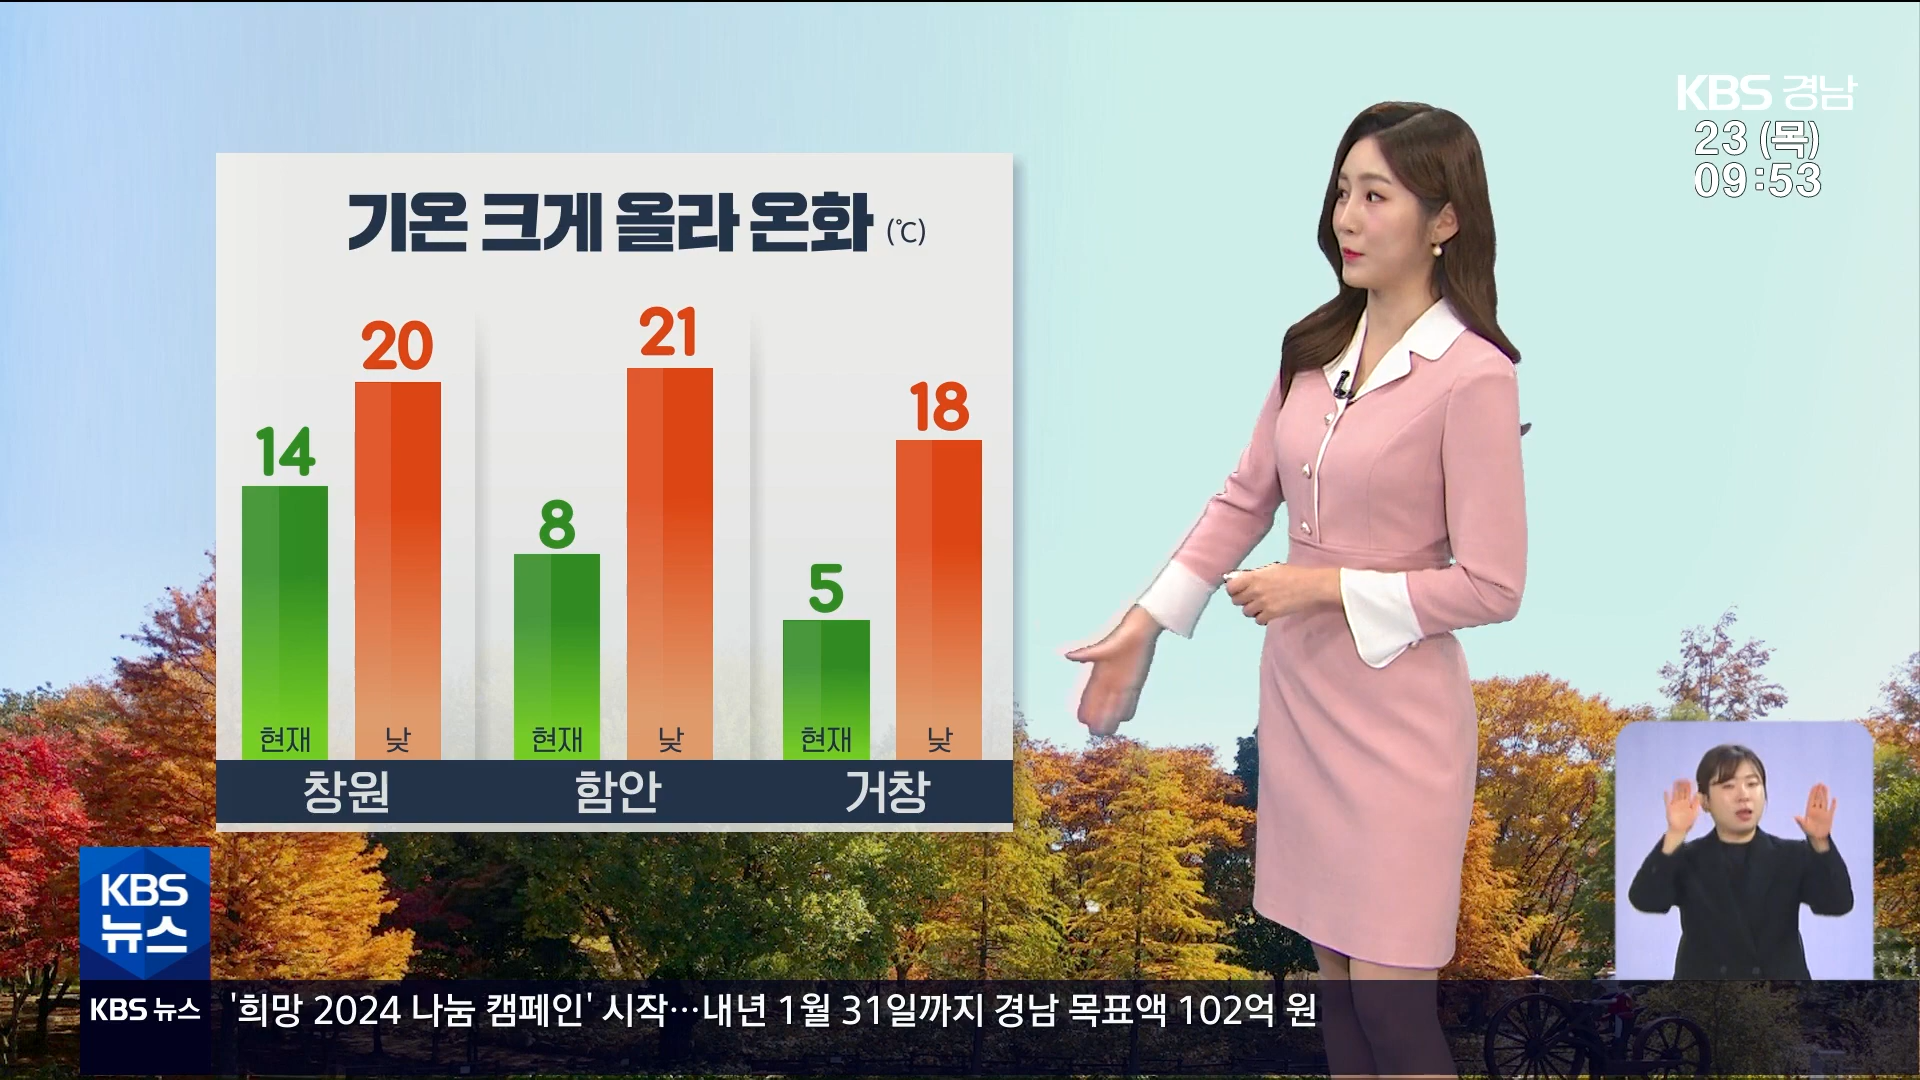 KBS 경남
23 (목)
09:53
기온 크게 올라 온화 (℃)
14
20
8
21
5
18
현재
낮
현재
낮
현재
낮
창원
함안
거창
KBS
뉴스
KBS 뉴스
'희망 2024 나눔 캠페인' 시작…내년 1월 31일까지 경남 목표액 102억 원